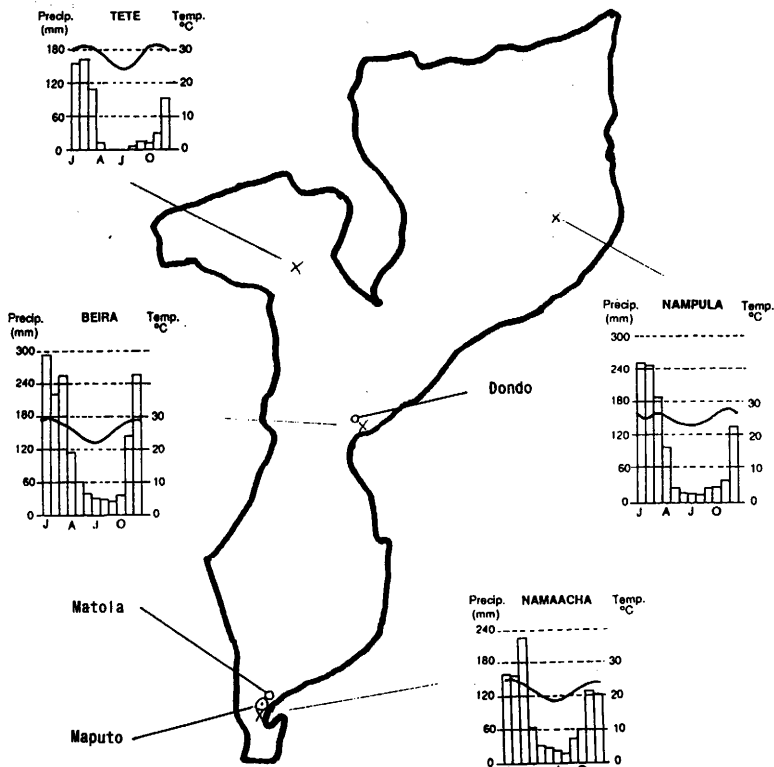 Precip. TETE Temp.
(mm) °C
180 30
120 20
60 10
0 0
J A J O
Precip. BEIRA Temp.
(mm) °C
300
240
180 30
120 20
60 10
0 0
J A J O
Precip. NAMPULA Temp.
(mm) °C
300
240
180 30
120 20
60 10
0 0
J A J O
Dondo
Matola
Maputo
Precip. NAMAACHA Temp.
(mm) °C
240
180 30
120 20
60 10
0 0